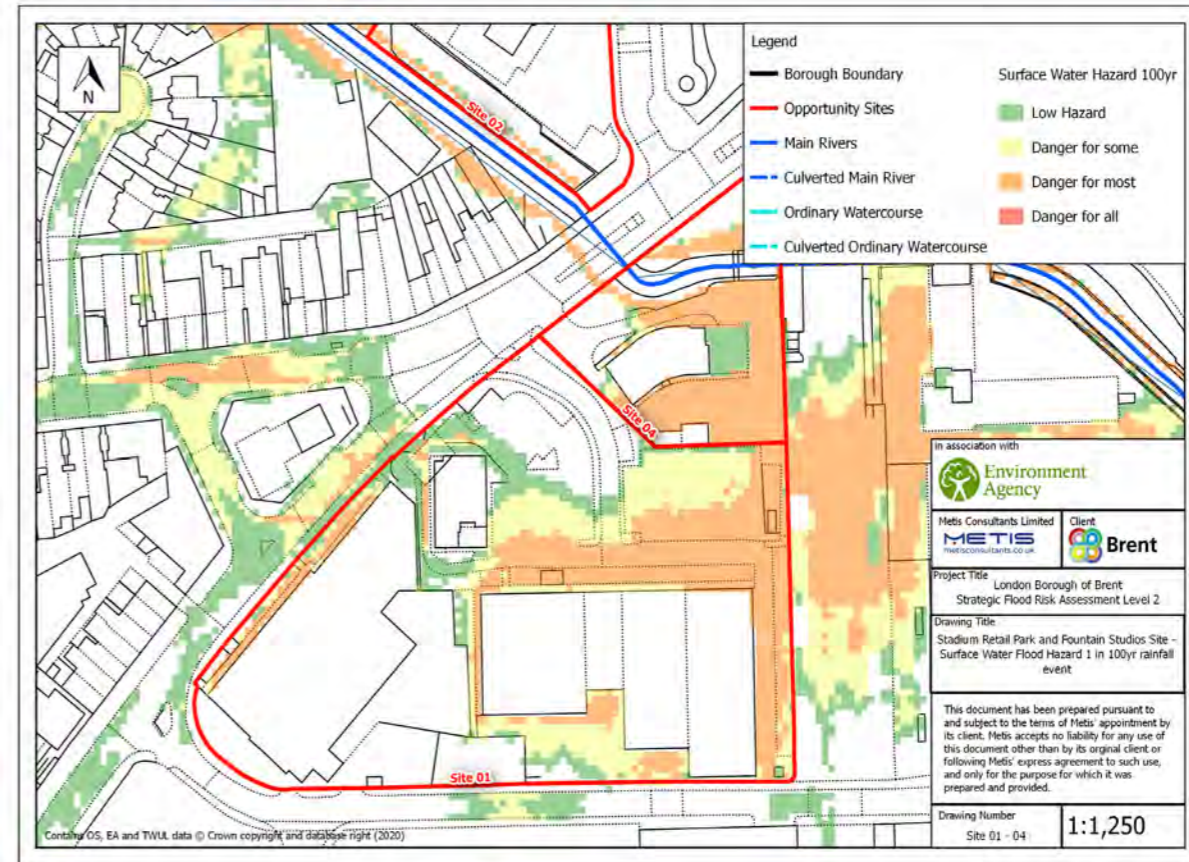 N
Site 02
Site 04
Site 01
Contains OS, EA and TWUL data © Crown copyright and database right (2020)
Legend
Borough Boundary
Opportunity Sites
Main Rivers
Culverted Main River
Ordinary Watercourse
Culverted Ordinary Watercourse
Surface Water Hazard 100yr
Low Hazard
Danger for some
Danger for most
Danger for all
in association with
Environment
Agency
Metis Consultants Limited
METIS
metisconsultants.co.uk
Client
Brent
Project Title
London Borough of Brent
Strategic Flood Risk Assessment Level 2
Drawing Title
Stadium Retail Park and Fountain Studios Site -
Surface Water Flood Hazard 1 in 100yr rainfall
event
This document has been prepared pursuant to
and subject to the terms of Metis' appointment by
its client. Metis accepts no liability for any use of
this document other than by its orginal client or
following Metis' express agreement to such use,
and only for the purpose for which it was
prepared and provided.
Drawing Number
Site 01 - 04
1:1,250